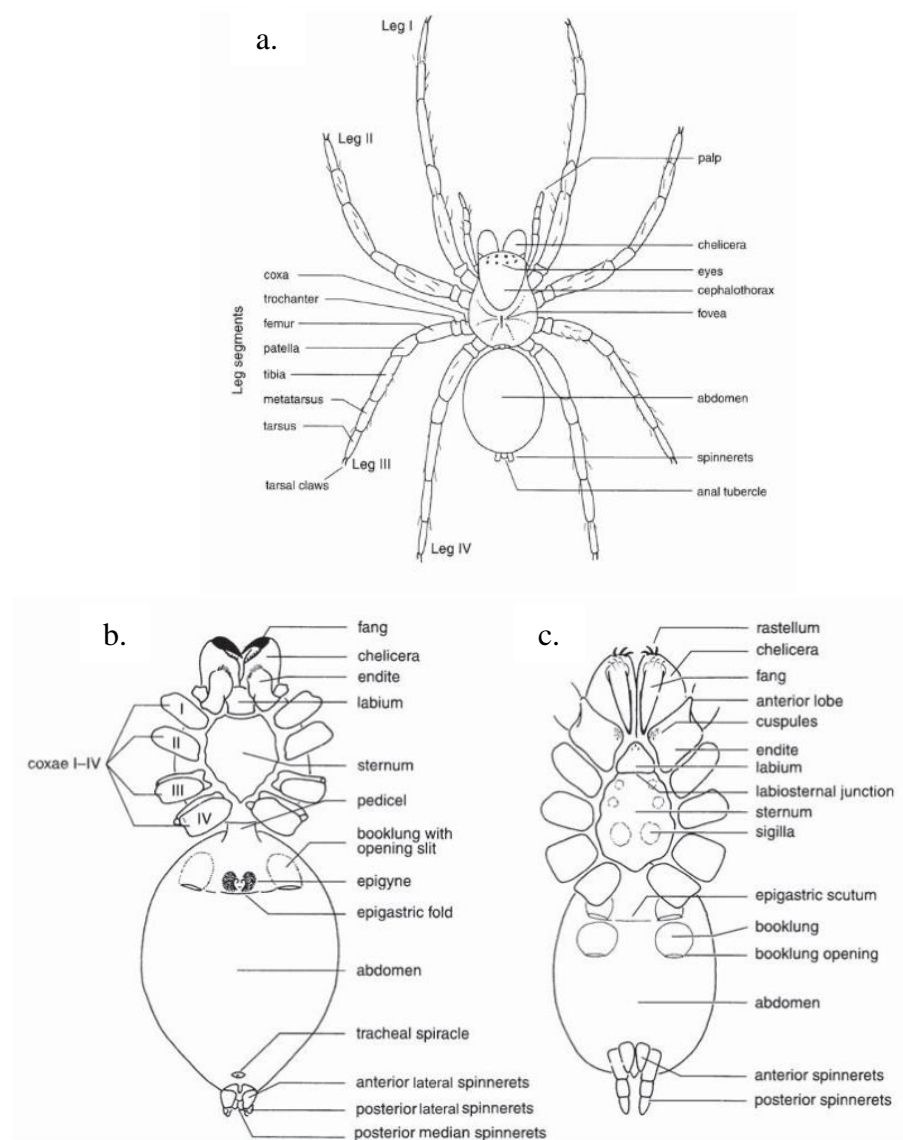 a.
Leg I
Leg II
palp
chelicera
eyes
cephalothorax
fovea
coxa
trochanter
femur
patella
tibia
metatarsus
tarsus
Leg segments
Leg III
tarsal claws
abdomen
spinnerets
anal tubercle
Leg IV
b.
fang
chelicera
endite
labium
I
II
III
IV
coxae I–IV
sternum
pedicel
booklung with
opening slit
epigyne
epigastric fold
abdomen
tracheal spiracle
anterior lateral spinnerets
posterior lateral spinnerets
posterior median spinnerets
c.
rastellum
chelicera
fang
anterior lobe
cuspules
endite
labium
labiosternal junction
sternum
sigilla
epigastric scutum
booklung
booklung opening
abdomen
anterior spinnerets
posterior spinnerets